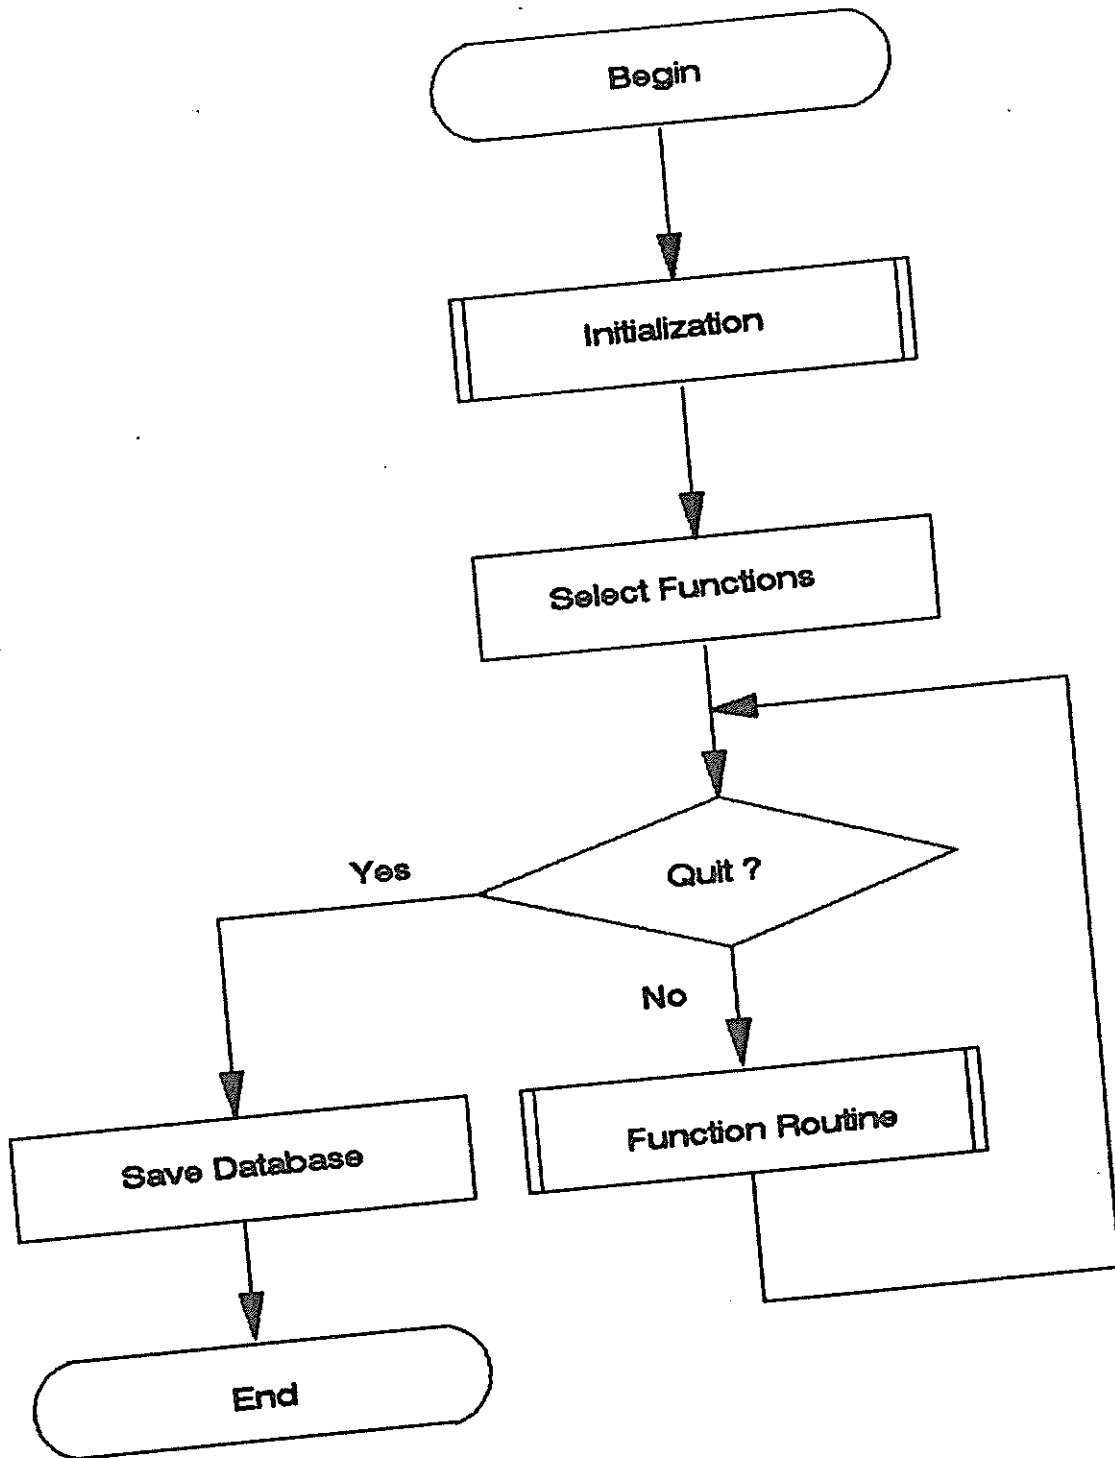 Begin
Initialization
Select Functions
Quit ?
Yes
No
Function Routine
Save Database
End